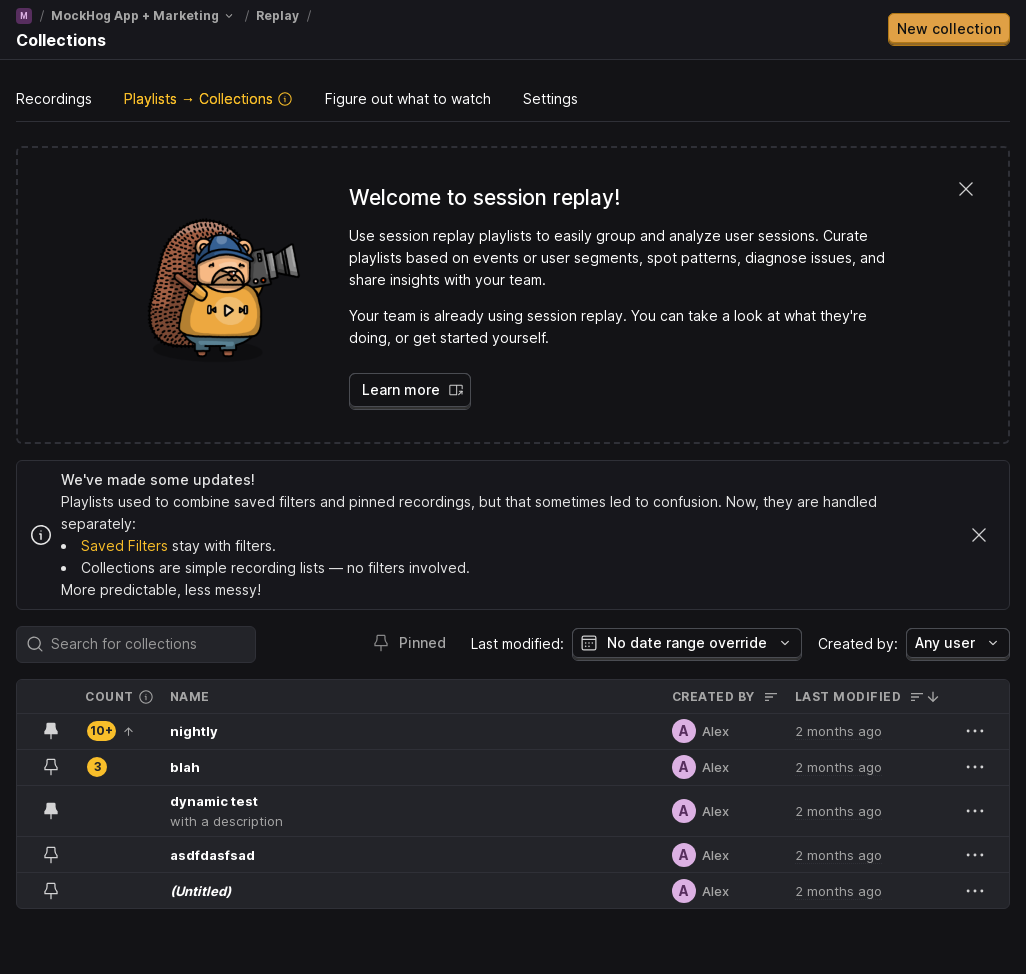 M / MockHog App + Marketing / Replay /
Collections
New collection
Recordings
Playlists → Collections
Figure out what to watch
Settings
Welcome to session replay!
Use session replay playlists to easily group and analyze user sessions. Curate
playlists based on events or user segments, spot patterns, diagnose issues, and
share insights with your team.
Your team is already using session replay. You can take a look at what they're
doing, or get started yourself.
Learn more
We've made some updates!
Playlists used to combine saved filters and pinned recordings, but that sometimes led to confusion. Now, they are handled
separately:
• Saved Filters stay with filters.
• Collections are simple recording lists — no filters involved.
More predictable, less messy!
Search for collections
Pinned
Last modified: No date range override
Created by: Any user
COUNT NAME CREATED BY LAST MODIFIED
10+ nightly A Alex 2 months ago
3 blah A Alex 2 months ago
dynamic test A Alex 2 months ago
with a description
asdfdasfsad A Alex 2 months ago
(Untitled) A Alex 2 months ago